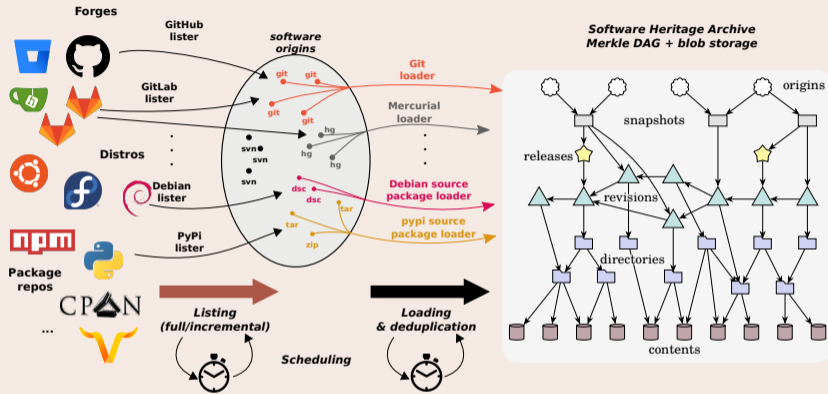 Forges
GitHub
lister
software
origins
Git
loader
Software Heritage Archive
Merkle DAG + blob storage
git
git
git
git
GitLab
lister
Mercurial
loader
hg
hg
hg
svn
svn
svn
Distros
Debian
lister
dsc
dsc
Debian source
package loader
tar
tar
zip
pypi source
package loader
PyPi
lister
npm
Package
repos
CPAN
...
origins
snapshots
releases
revisions
directories
contents
Listing
(full/incremental)
Loading
& deduplication
Scheduling